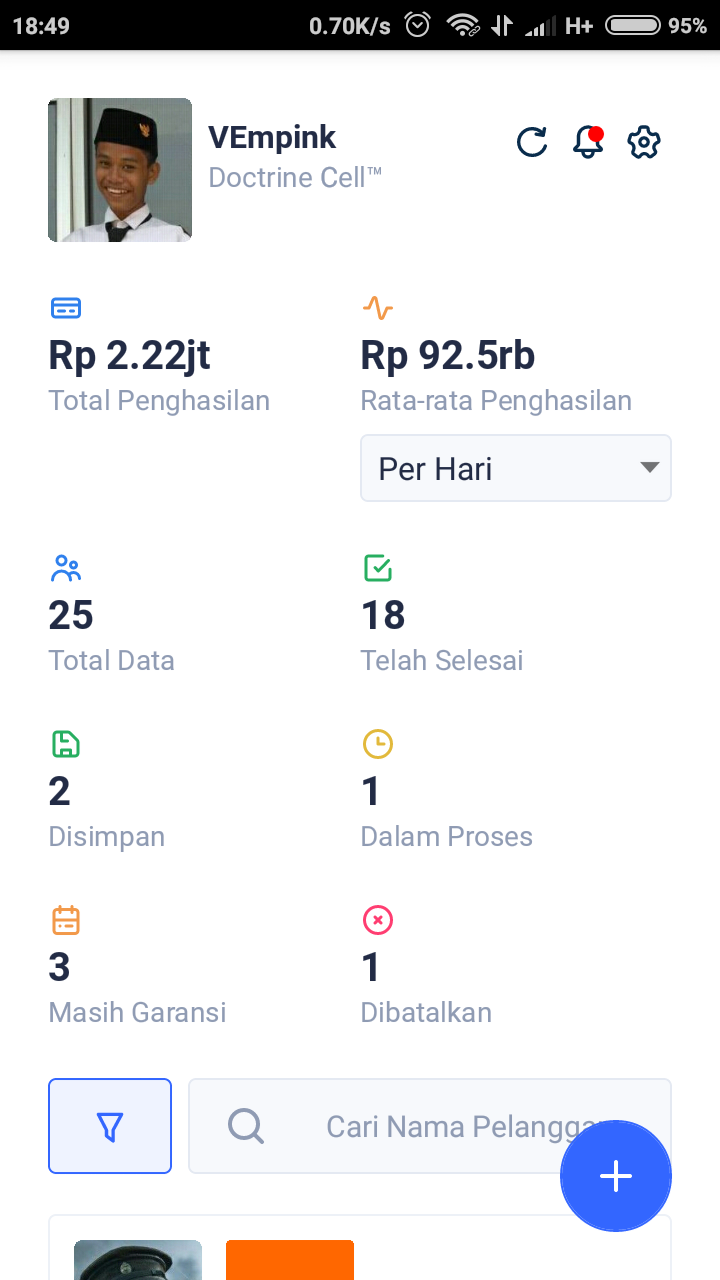 18:49 0.70K/s H+ 95%
VEmpink
Doctrine Cell™
Rp 2.22jt
Total Penghasilan
Rp 92.5rb
Rata-rata Penghasilan
Per Hari
25
Total Data
18
Telah Selesai
2
Disimpan
1
Dalam Proses
3
Masih Garansi
1
Dibatalkan
Cari Nama Pelanggan